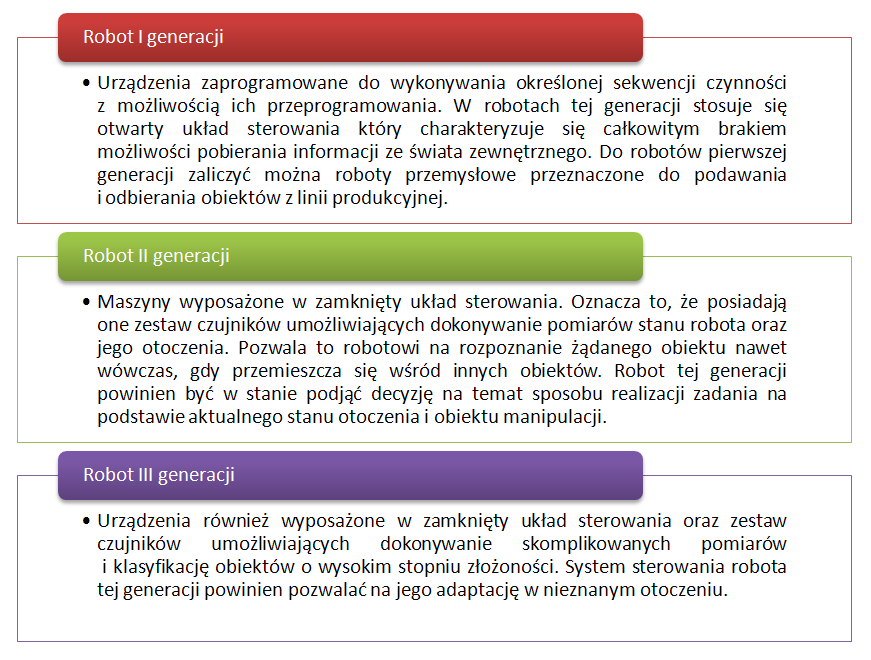 Robot I generacji
• Urządzenia zaprogramowane do wykonywania określonej sekwencji czynności
z możliwością ich przeprogramowania. W robotach tej generacji stosuje się
otwarty układ sterowania który charakteryzuje się całkowitym brakiem
możliwości pobierania informacji ze świata zewnętrznego. Do robotów pierwszej
generacji zaliczyć można roboty przemysłowe przeznaczone do podawania
i odbierania obiektów z linii produkcyjnej.
Robot II generacji
• Maszyny wyposażone w zamknięty układ sterowania. Oznacza to, że posiadają
one zestaw czujników umożliwiających dokonywanie pomiarów stanu robota oraz
jego otoczenia. Pozwala to robotowi na rozpoznanie żądanego obiektu nawet
wówczas, gdy przemieszcza się wśród innych obiektów. Robot tej generacji
powinien być w stanie podjąć decyzję na temat sposobu realizacji zadania na
podstawie aktualnego stanu otoczenia i obiektu manipulacji.
Robot III generacji
• Urządzenia również wyposażone w zamknięty układ sterowania oraz zestaw
czujników umożliwiających dokonywanie skomplikowanych pomiarów
i klasyfikację obiektów o wysokim stopniu złożoności. System sterowania robota
tej generacji powinien pozwalać na jego adaptację w nieznanym otoczeniu.